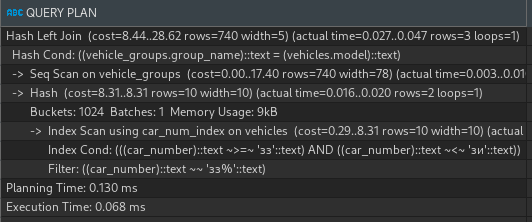 ABC QUERY PLAN
Hash Left Join (cost=8.44..28.62 rows=740 width=5) (actual time=0.027..0.047 rows=3 loops=1)
Hash Cond: ((vehicle_groups.group_name)::text = (vehicles.model)::text)
-> Seq Scan on vehicle_groups (cost=0.00..17.40 rows=740 width=78) (actual time=0.003..0.01
-> Hash (cost=8.31..8.31 rows=10 width=10) (actual time=0.016..0.020 rows=2 loops=1)
Buckets: 1024 Batches: 1 Memory Usage: 9kB
-> Index Scan using car_num_index on vehicles (cost=0.29..8.31 rows=10 width=10) (actual
Index Cond: (((car_number)::text ~>=~ 'зз'::text) AND ((car_number)::text ~<~ 'зи'::text))
Filter: ((car_number)::text ~~ 'зз%'::text)
Planning Time: 0.130 ms
Execution Time: 0.068 ms